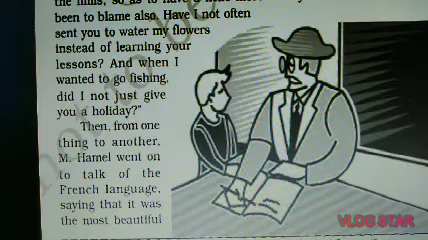 been to blame also. Have I not often
sent you to water my flowers
instead of learning your
lessons? And when I
wanted to go fishing,
did I not just give
you a holiday?"
Then, from one
thing to another,
M. Hamel went on
to talk of the
French language,
saying that it was
the most beautiful
VLOG STAR